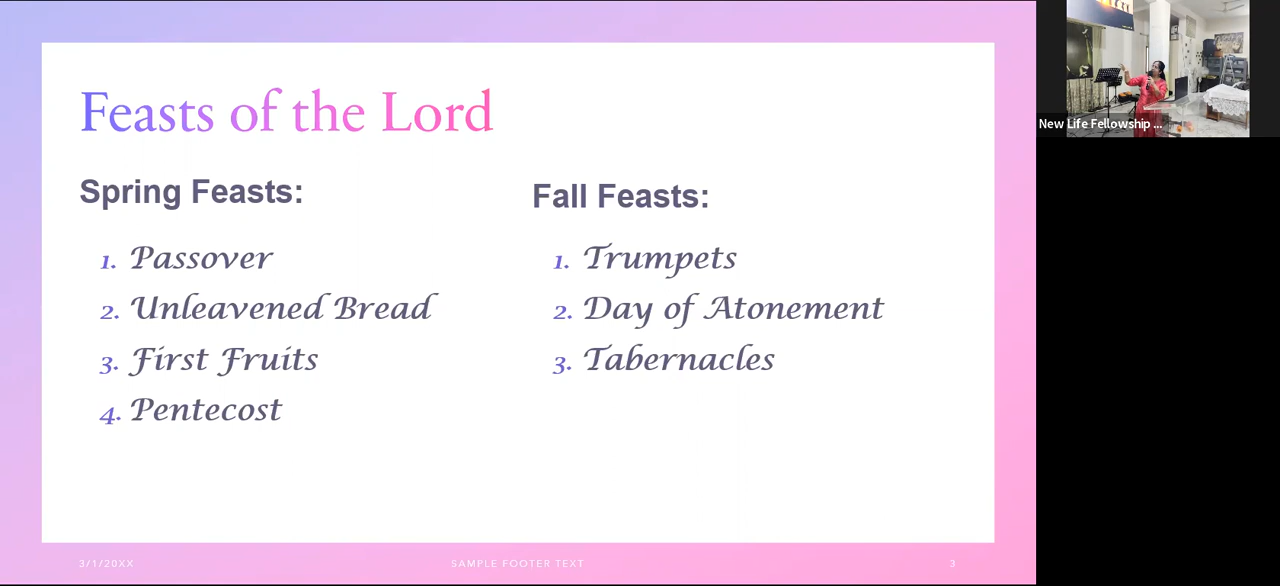 Feasts of the Lord
Spring Feasts:
1. Passover
2. Unleavened Bread
3. First Fruits
4. Pentecost
Fall Feasts:
1. Trumpets
2. Day of Atonement
3. Tabernacles
3/1/20XX
SAMPLE FOOTER TEXT
3
New Life Fellowship ...